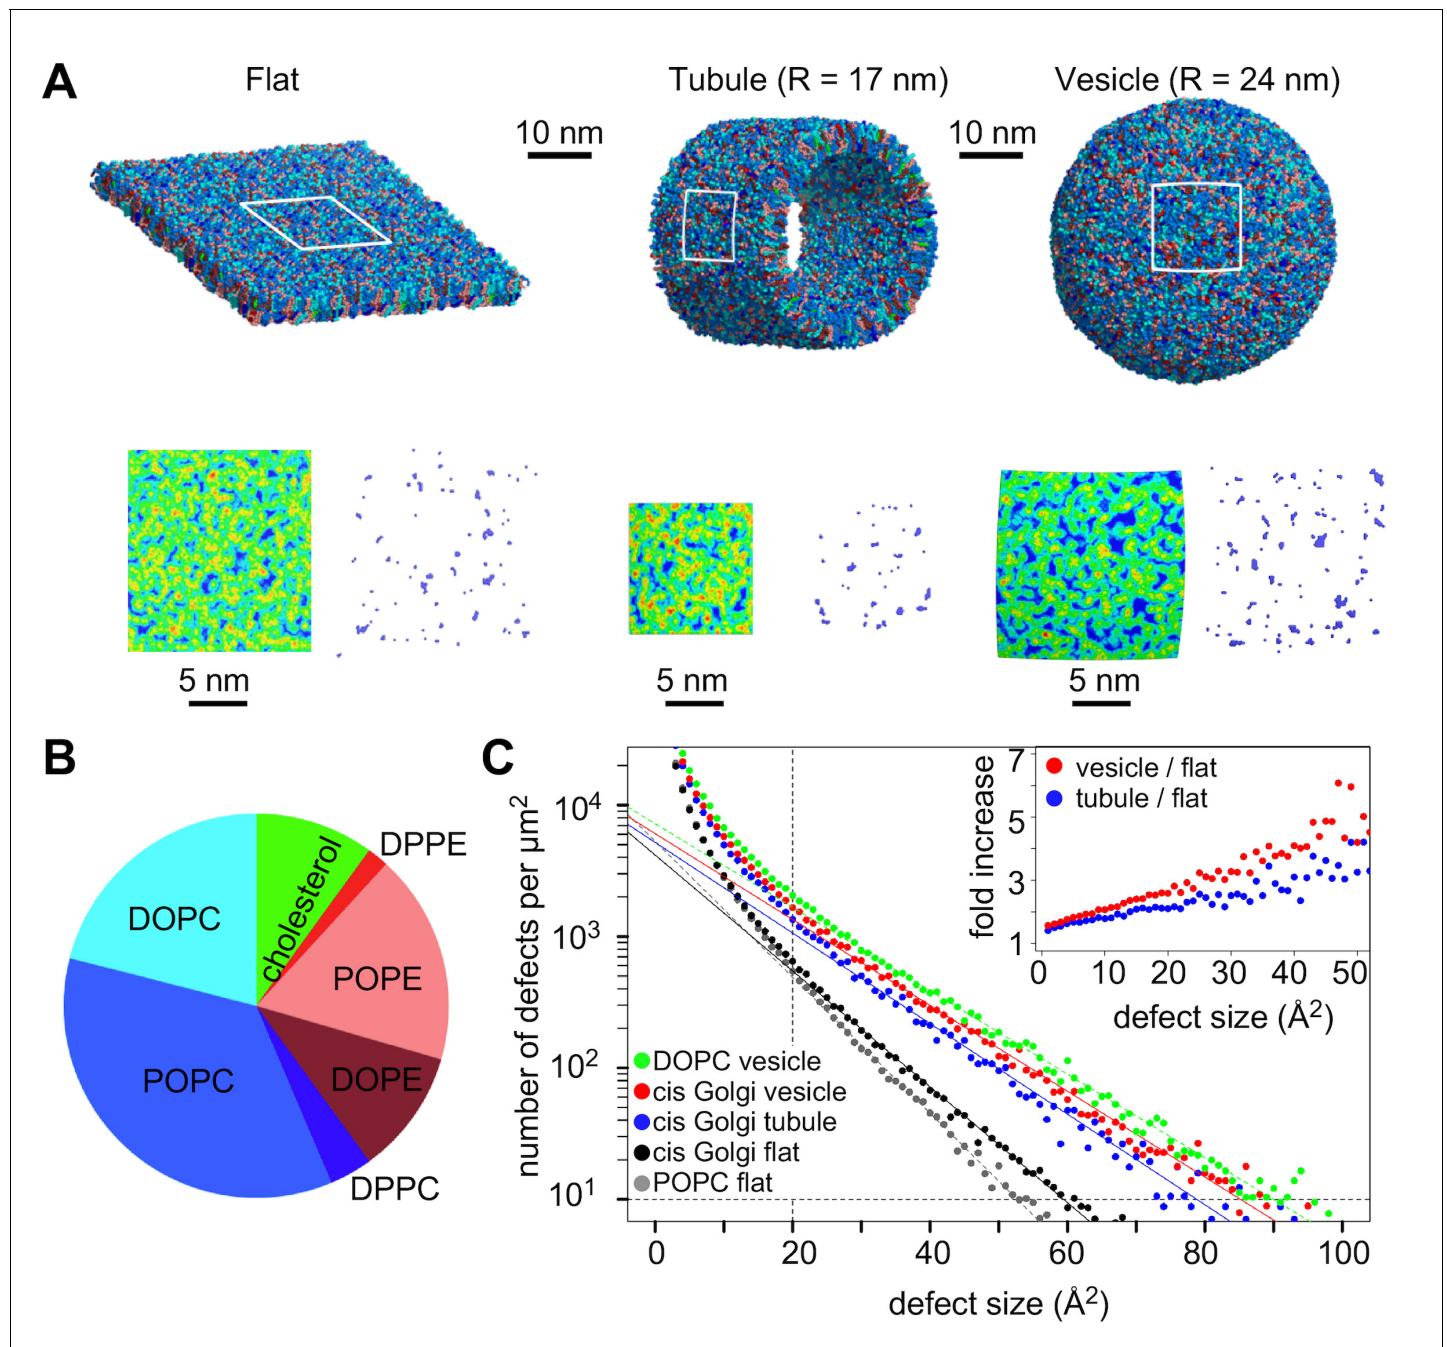 A
Flat
Tubule (R = 17 nm)
Vesicle (R = 24 nm)
10 nm
10 nm
5 nm
5 nm
5 nm
B
cholesterol
DPPE
POPE
DOPE
DPPC
POPC
DOPC
C
number of defects per µm²
10⁴
10³
10²
10¹
DOPC vesicle
cis Golgi vesicle
cis Golgi tubule
cis Golgi flat
POPC flat
0 20 40 60 80 100
defect size (Å²)
fold increase
7
5
3
1
vesicle / flat
tubule / flat
0 10 20 30 40 50
defect size (Å²)